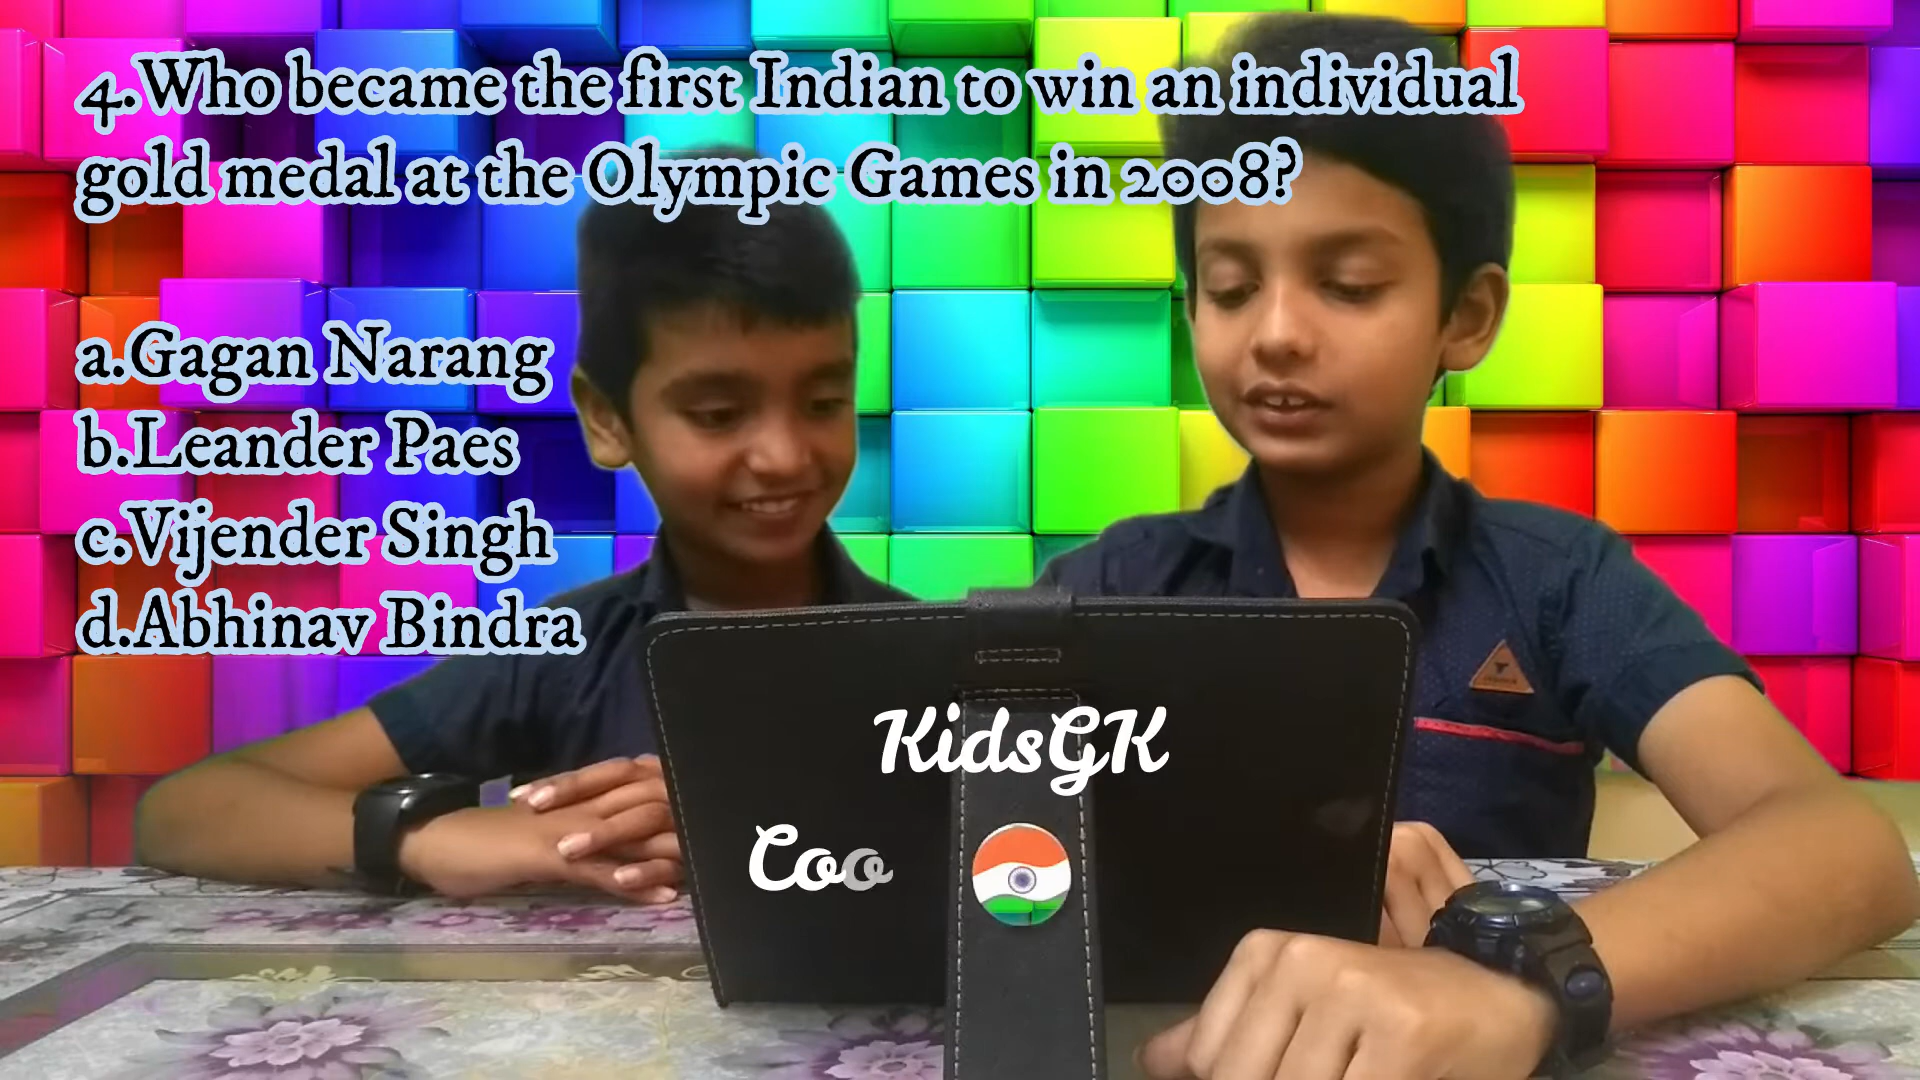 4.Who became the first Indian to win an individual
gold medal at the Olympic Games in 2008?
a.Gagan Narang
b.Leander Paes
c.Vijender Singh
d.Abhinav Bindra
KidsGK
Coo